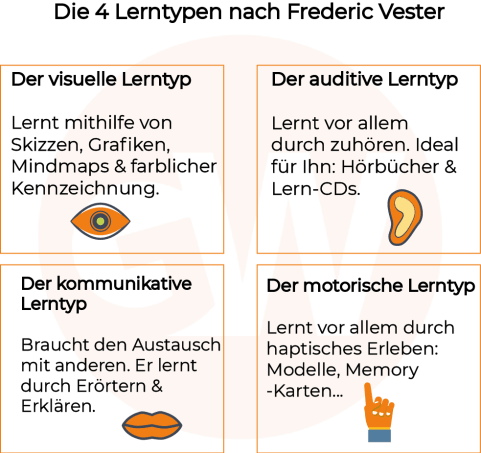 Die 4 Lerntypen nach Frederic Vester
Der visuelle Lerntyp
Lernt mithilfe von
Skizzen, Grafiken,
Mindmaps & farblicher
Kennzeichnung.
Der auditive Lerntyp
Lernt vor allem
durch zuhören. Ideal
für Ihn: Hörbücher &
Lern-CDs.
Der kommunikative
Lerntyp
Braucht den Austausch
mit anderen. Er lernt
durch Erörtern &
Erklären.
Der motorische Lerntyp
Lernt vor allem durch
haptisches Erleben:
Modelle, Memory
-Karten...
GW